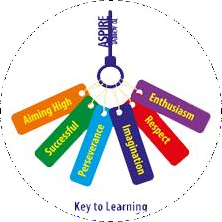 ASPIRE
Aiming High
Successful
Perseverance
Imagination
Respect
Enthusiasm
Key to Learning